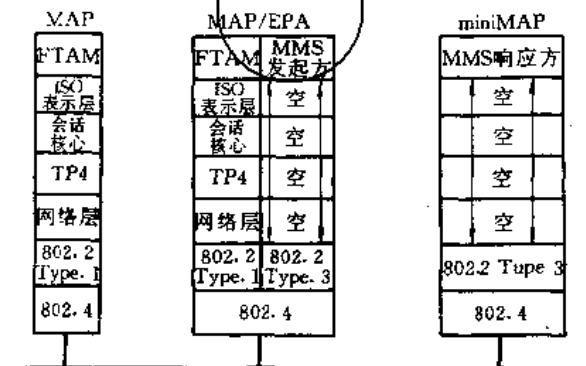 MAP
FTAM
ISO
表示层
会话
核心
TP4
网络层
802.2
Type.1
802.4
MAP/EPA
FTAM
MMS
发起方
ISO
表示层
空
会话
核心
空
TP4
空
网络层
空
802.2
Type.1
802.2
Type.3
802.4
miniMAP
MMS响应方
空
空
空
空
802.2 Tupe 3
802.4